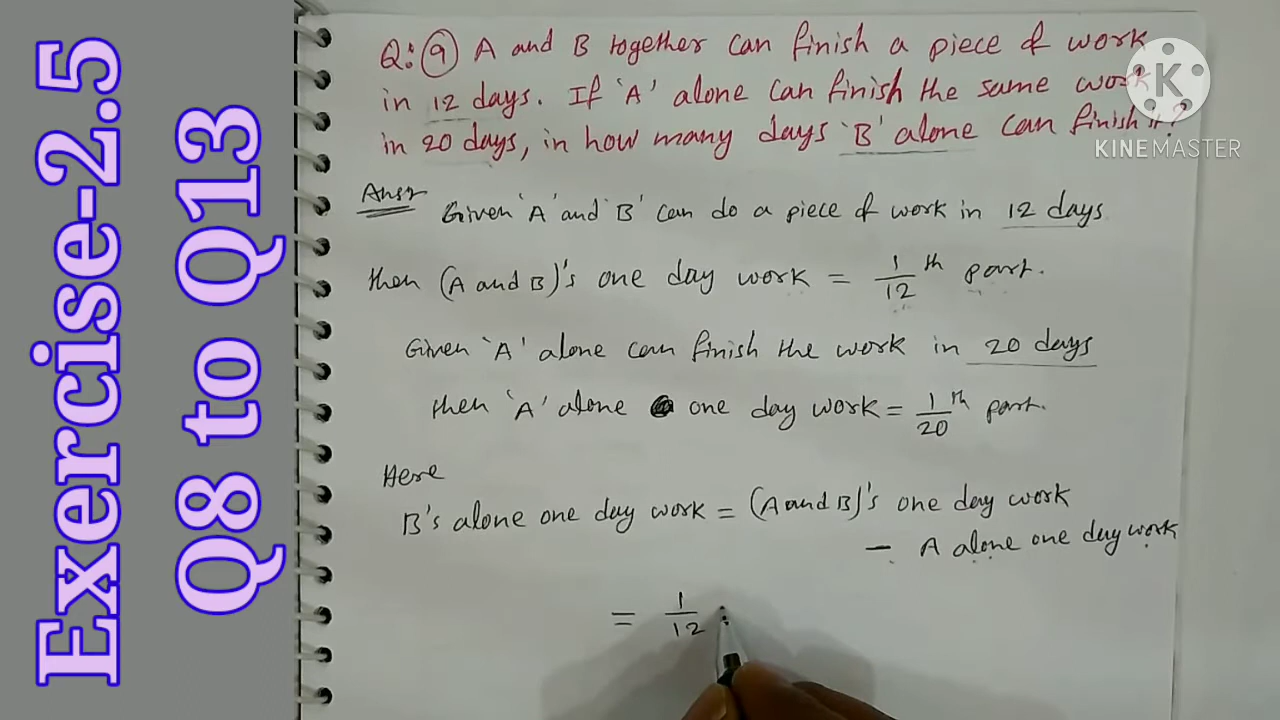 Exercise-2.5
Q8 to Q13
Q: 9 A and B together can finish a piece of work
in 12 days. If 'A' alone can finish the same work
in 20 days, in how many days 'B' alone can finish it?
K
KINEMASTER
Ans:
Given 'A' and 'B' can do a piece of work in 12 days
then (A and B)'s one day work = 1/12 th part.
Given 'A' alone can finish the work in 20 days
then 'A' alone one day work = 1/20 th part.
Here
B's alone one day work = (A and B)'s one day work
- A alone one day work
= 1/12